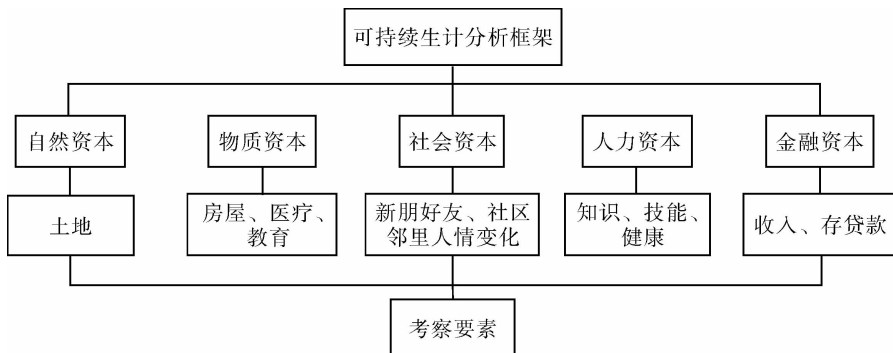 可持续生计分析框架
自然资本
物质资本
社会资本
人力资本
金融资本
土地
房屋、医疗、
教育
新朋好友、社区
邻里人情变化
知识、技能、
健康
收入、存贷款
考察要素